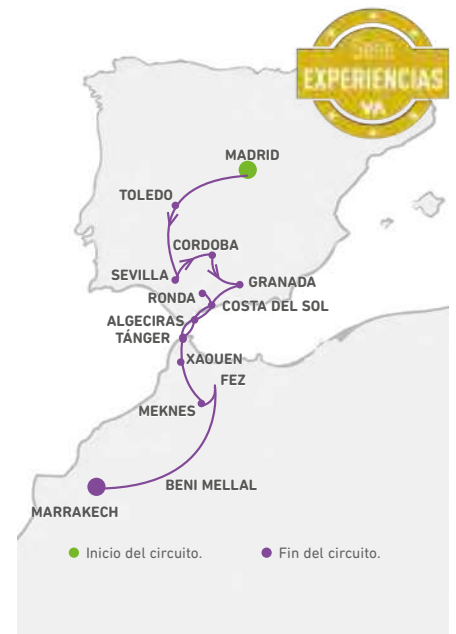 Serie
EXPERIENCIAS
VA
MADRID
TOLEDO
CORDOBA
SEVILLA
GRANADA
RONDA
COSTA DEL SOL
ALGECIRAS
TÁNGER
XAOUEN
FEZ
MEKNES
BENI MELLAL
MARRAKECH
Inicio del circuito.
Fin del circuito.